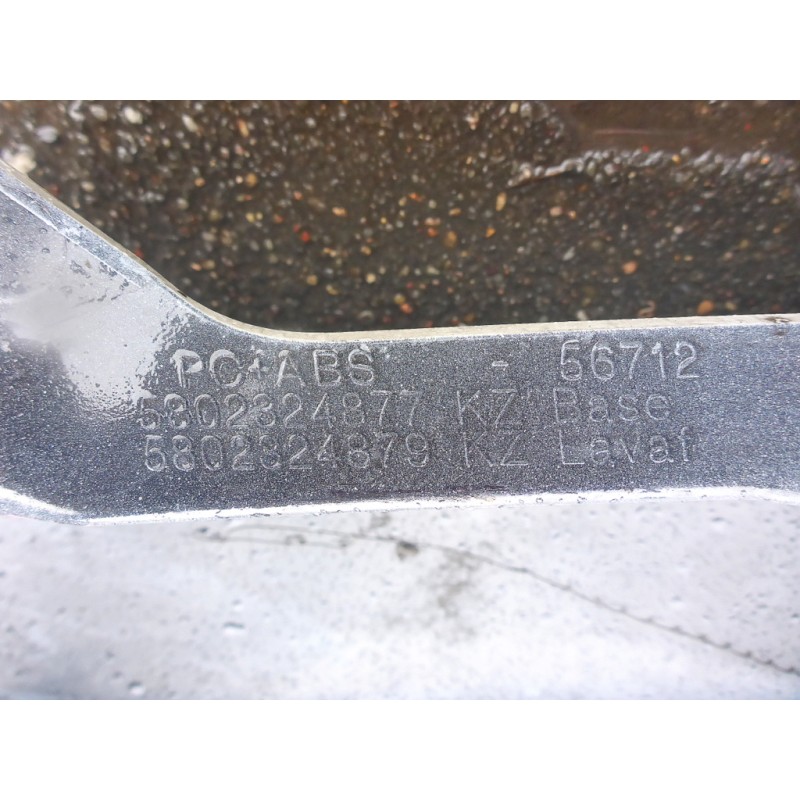 PC+ABS - 56712
5802324877 KZ Base
5802324879 KZ Lavaf